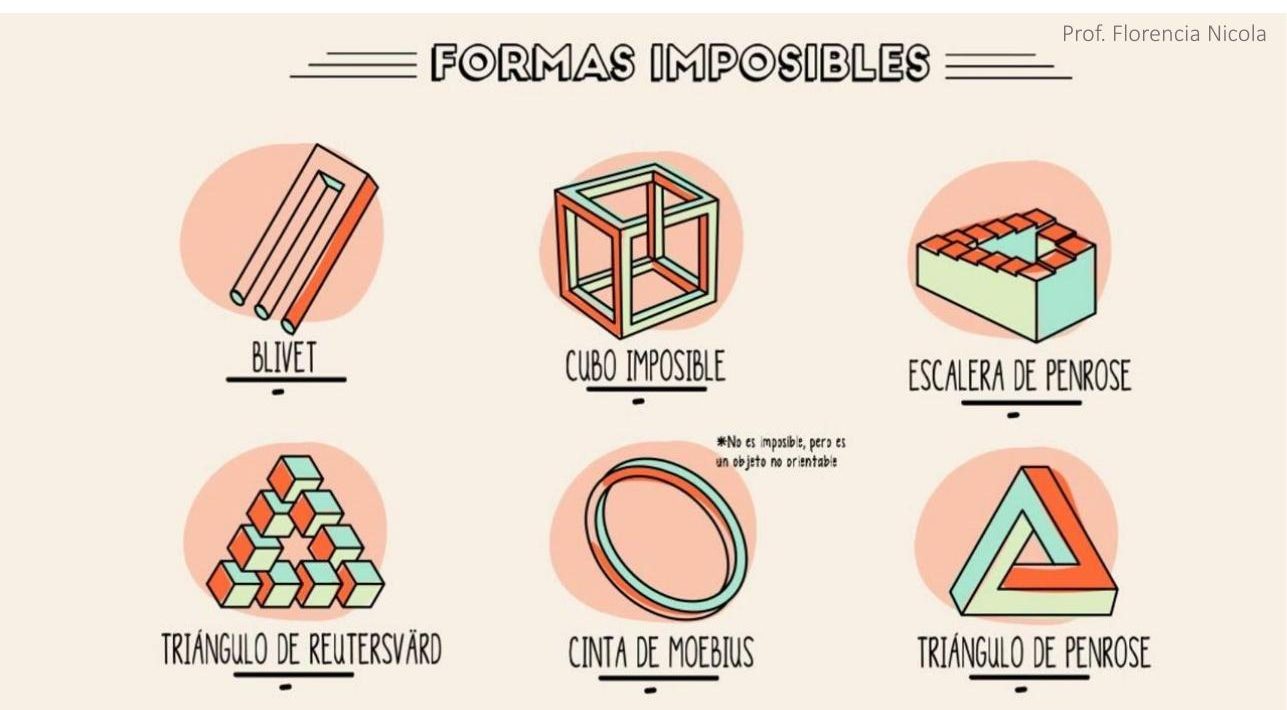 Prof. Florencia Nicola
FORMAS IMPOSIBLES
BLIVET
CUBO IMPOSIBLE
ESCALERA DE PENROSE
*No es imposible, pero es
un objeto no orientable
TRIÁNGULO DE REUTERSVÄRD
CINTA DE MOEBIUS
TRIÁNGULO DE PENROSE